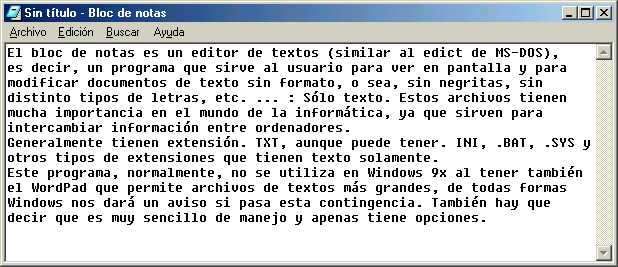 Sin título - Bloc de notas
Archivo Edición Buscar Ayuda
El bloc de notas es un editor de textos (similar al edict de MS-DOS),
es decir, un programa que sirve al usuario para ver en pantalla y para
modificar documentos de texto sin formato, o sea, sin negritas, sin
distinto tipos de letras, etc. ... : Sólo texto. Estos archivos tienen
mucha importancia en el mundo de la informática, ya que sirven para
intercambiar información entre ordenadores.
Generalmente tienen extensión. TXT, aunque puede tener. INI, .BAT, .SYS y
otros tipos de extensiones que tienen texto solamente.
Este programa, normalmente, no se utiliza en Windows 9x al tener también
el WordPad que permite archivos de textos más grandes, de todas formas
Windows nos dará un aviso si pasa esta contingencia. También hay que
decir que es muy sencillo de manejo y apenas tiene opciones.